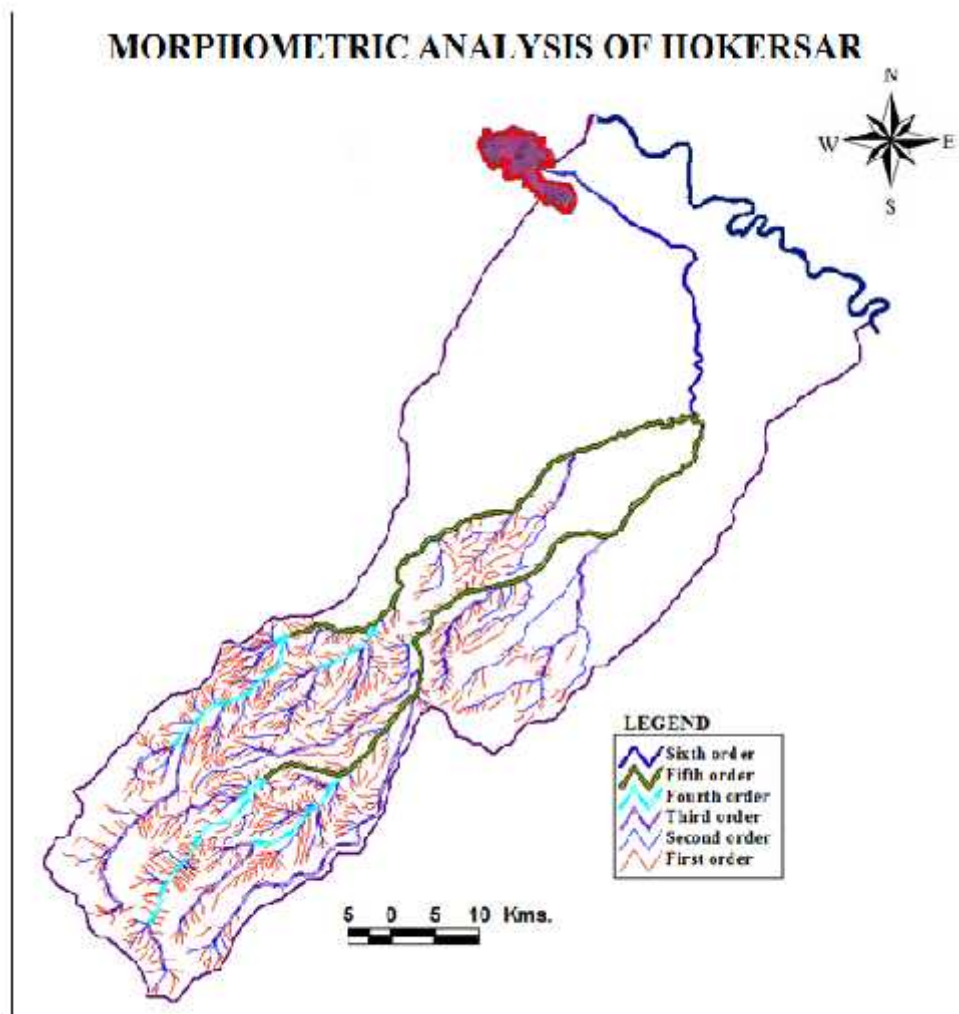 MORPHOMETRIC ANALYSIS OF HOKERSAR
N
W E
S
LEGEND
Sixth order
Fifth order
Fourth order
Third order
Second order
First order
5 0 5 10 Kms.